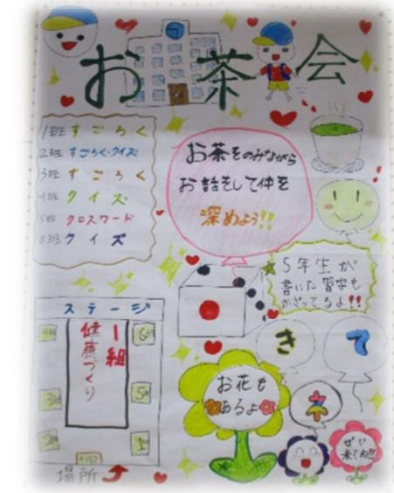 お茶会
1班 すごろく
2班 すごろく・クイズ
3班 すごろく
4班 クイズ
5班 クロスワード
6班 クイズ
お茶をのみながら
お話をして仲を
深めよう!!
5年生が
書いた習字も
かざってるよ!!
ステージ
1組
健康づくり
6班
5班
場所
お花も
あるよ
きてネ
ぜひ
来てね!!